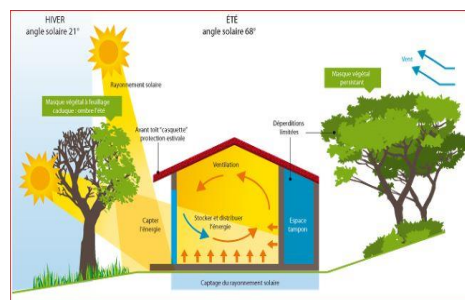 HIVER
angle solaire 21°
ÉTÉ
angle solaire 68°
Rayonnement solaire
Masque végétal à feuillage
caduque : ombre l'été
Avant toit "casquette"
protection estivale
Déperditions
limitées
Masque végétal
persistant
Vent
Ventilation
Capter
l'énergie
Stocker et distribuer
l'énergie
Espace
tampon
Captage du rayonnement solaire